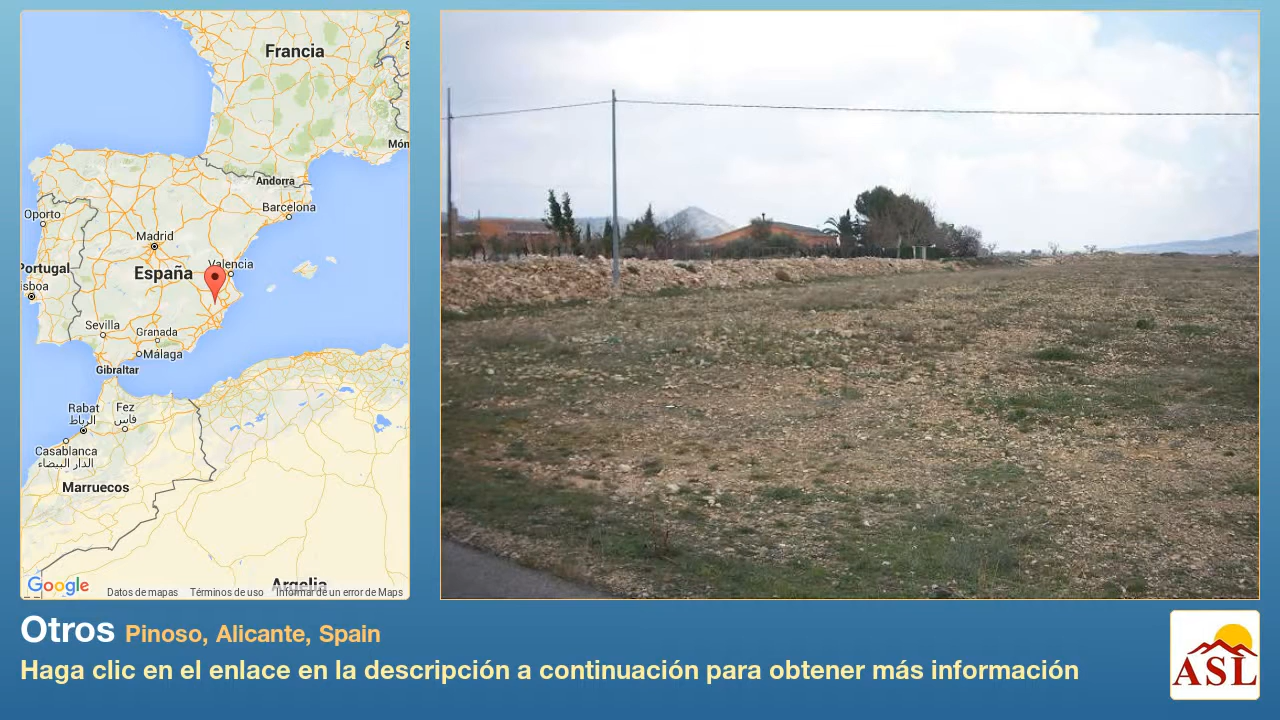 Francia
Món
Andorra
Barcelona
Oporto
Madrid
Portugal
España
Valencia
isboa
Sevilla
Granada
Málaga
Gibraltar
Rabat
الرباط
Fez
فاس
Casablanca
الدار البيضاء
Marruecos
Argelia
Google
Datos de mapas
Términos de uso
Informar de un error de Maps
Otros Pinoso, Alicante, Spain
Haga clic en el enlace en la descripción a continuación para obtener más información
ASL